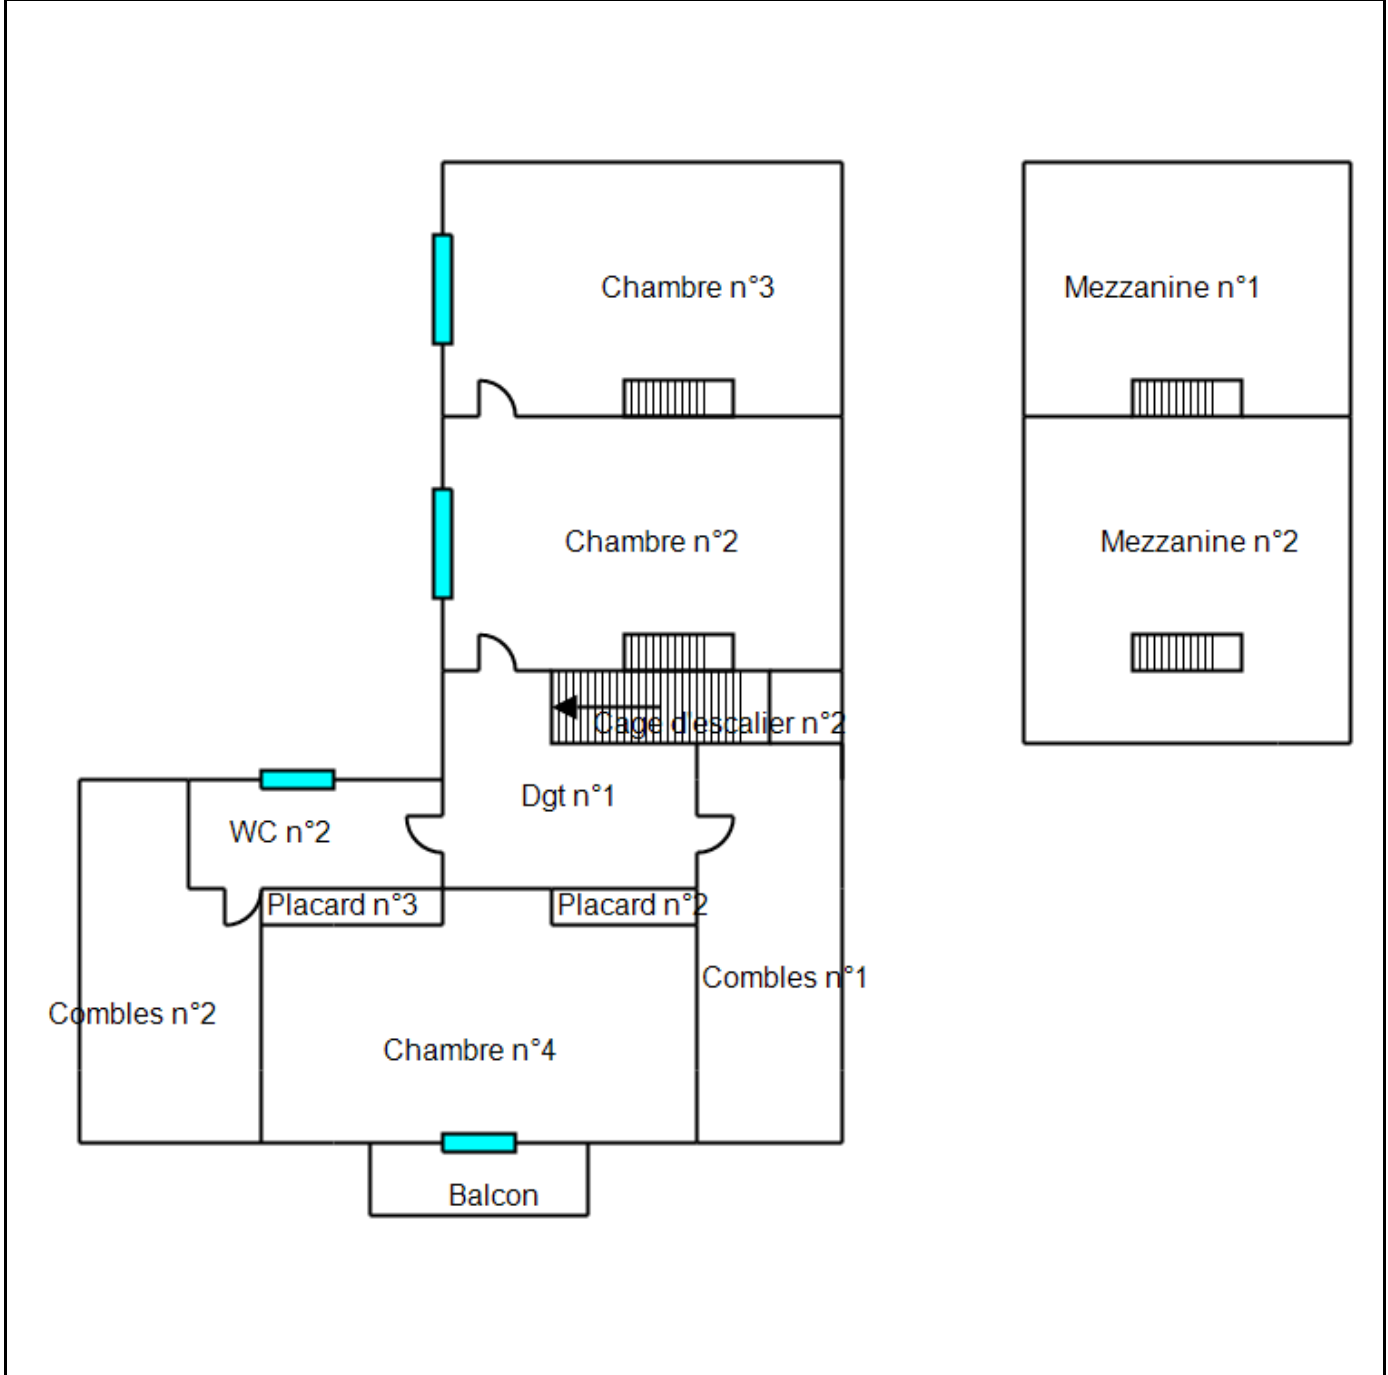 Chambre n°3
Mezzanine n°1
Chambre n°2
Mezzanine n°2
Cage d'escalier n°2
Dgt n°1
WC n°2
Placard n°3
Placard n°2
Combles n°1
Combles n°2
Chambre n°4
Balcon